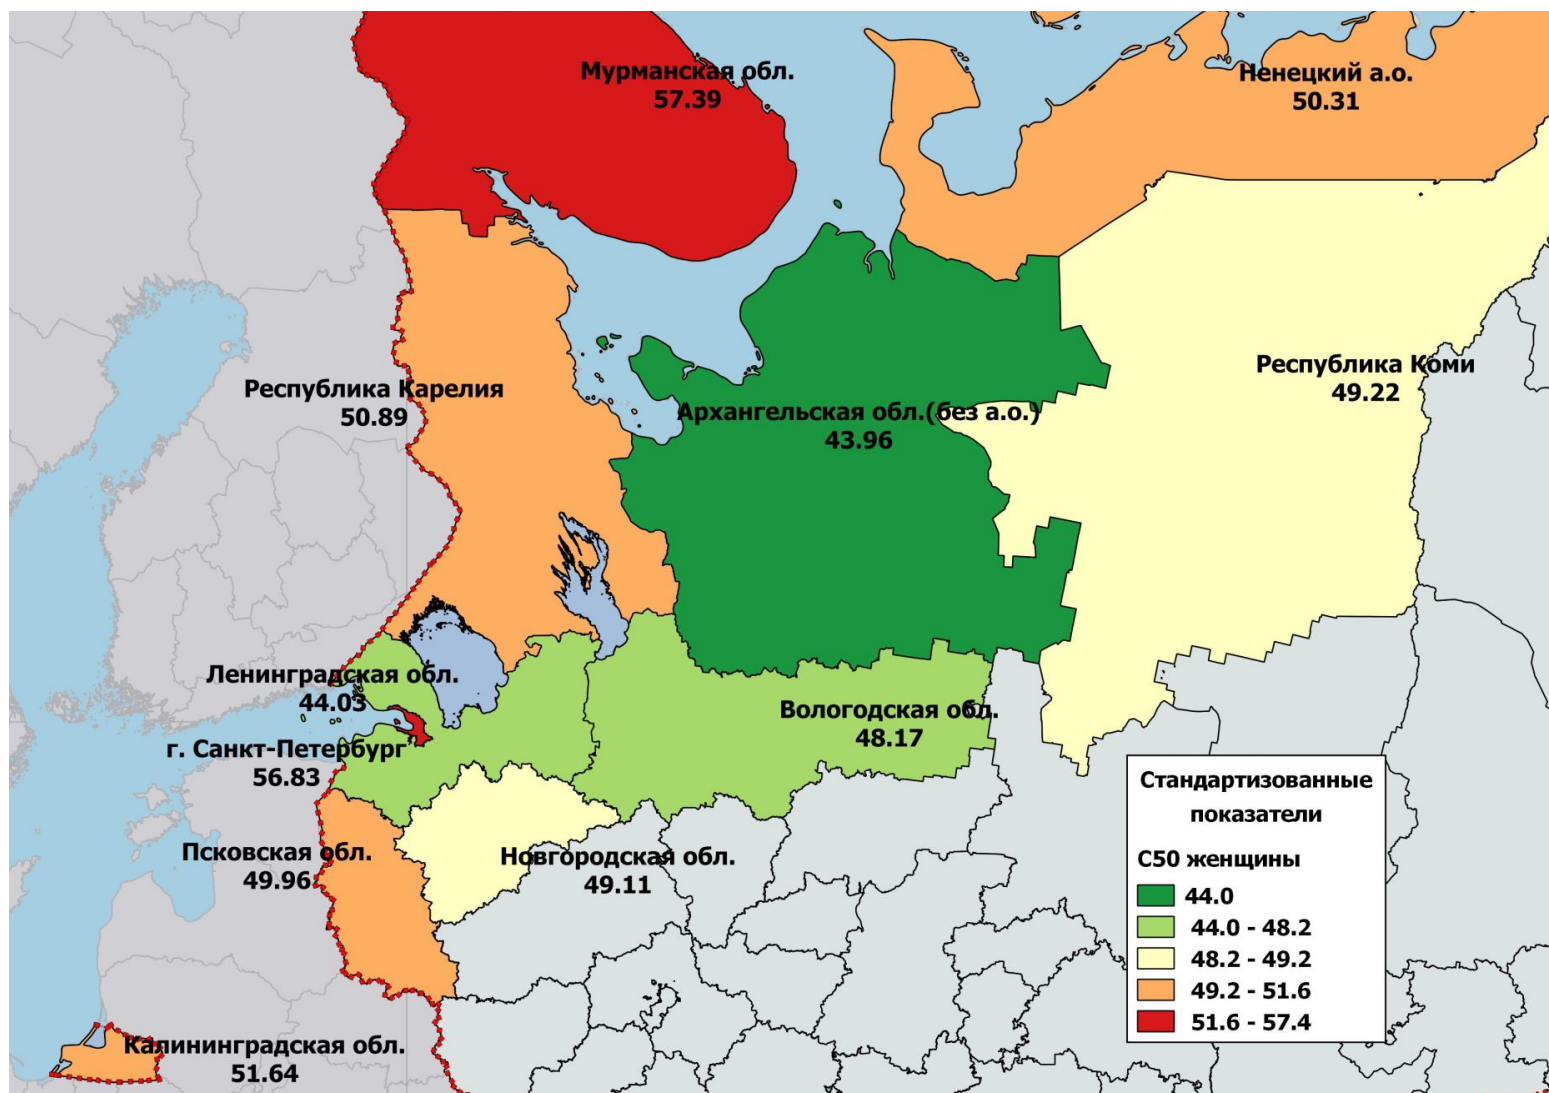 Мурманская обл.
57.39
Ненецкий а.о.
50.31
Республика Карелия
50.89
Архангельская обл.(без а.о.)
43.96
Республика Коми
49.22
Ленинградская обл.
44.03
г. Санкт-Петербург
56.83
Вологодская обл.
48.17
Псковская обл.
49.96
Новгородская обл.
49.11
Калининградская обл.
51.64
Стандартизованные
показатели
С50 женщины
44.0
44.0 - 48.2
48.2 - 49.2
49.2 - 51.6
51.6 - 57.4